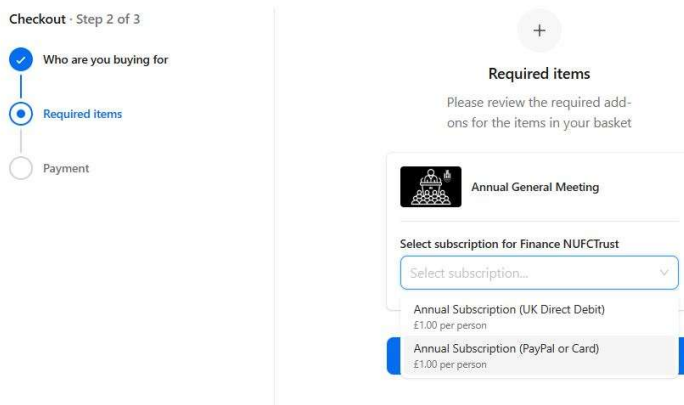 Checkout · Step 2 of 3
Who are you buying for
Required items
Payment
Required items
Please review the required add-
ons for the items in your basket
Annual General Meeting
Select subscription for Finance NUFCTrust
Select subscription...
Annual Subscription (UK Direct Debit)
£1.00 per person
Annual Subscription (PayPal or Card)
£1.00 per person